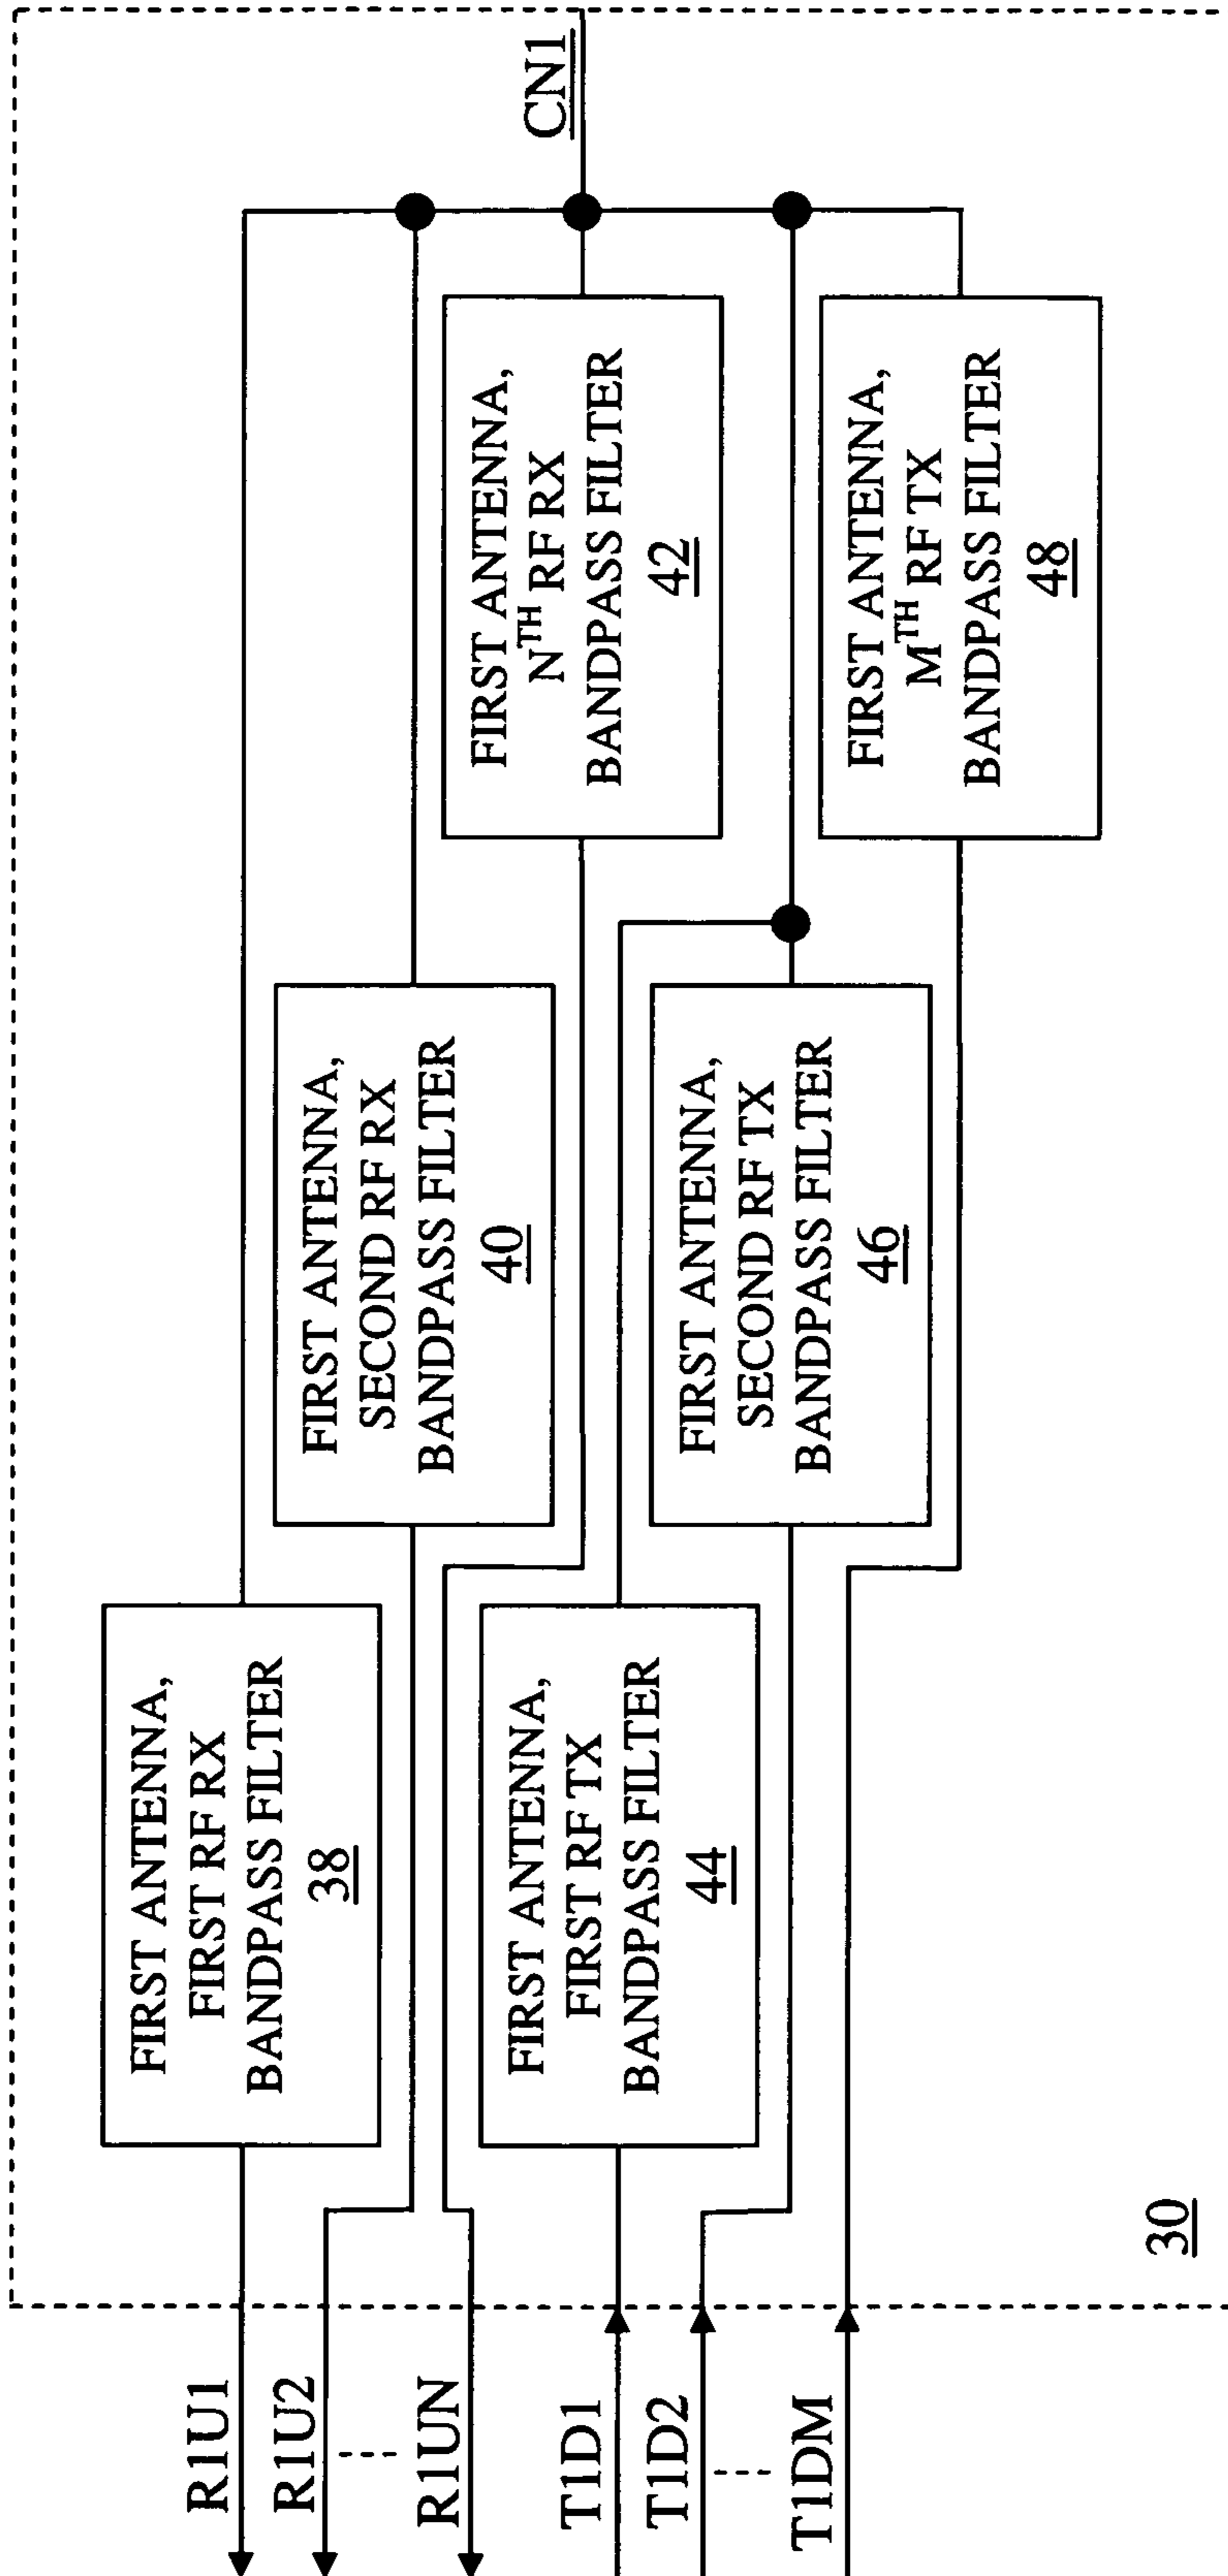 R1U1
R1U2
R1UN
T1D1
T1D2
T1DM
FIRST ANTENNA,
FIRST RF RX
BANDPASS FILTER
38
FIRST ANTENNA,
SECOND RF RX
BANDPASS FILTER
40
FIRST ANTENNA,
NTH RF RX
BANDPASS FILTER
42
CN1
FIRST ANTENNA,
FIRST RF TX
BANDPASS FILTER
44
FIRST ANTENNA,
SECOND RF TX
BANDPASS FILTER
46
FIRST ANTENNA,
MTH RF TX
BANDPASS FILTER
48
30